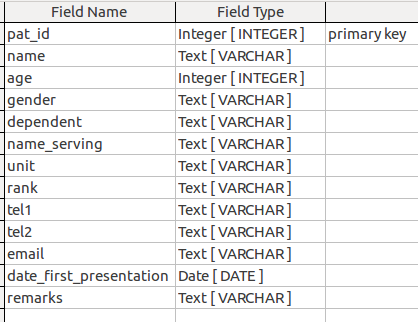 Field Name Field Type
pat_id Integer [ INTEGER ] primary key
name Text [ VARCHAR ]
age Integer [ INTEGER ]
gender Text [ VARCHAR ]
dependent Text [ VARCHAR ]
name_serving Text [ VARCHAR ]
unit Text [ VARCHAR ]
rank Text [ VARCHAR ]
tel1 Text [ VARCHAR ]
tel2 Text [ VARCHAR ]
email Text [ VARCHAR ]
date_first_presentation Date [ DATE ]
remarks Text [ VARCHAR ]